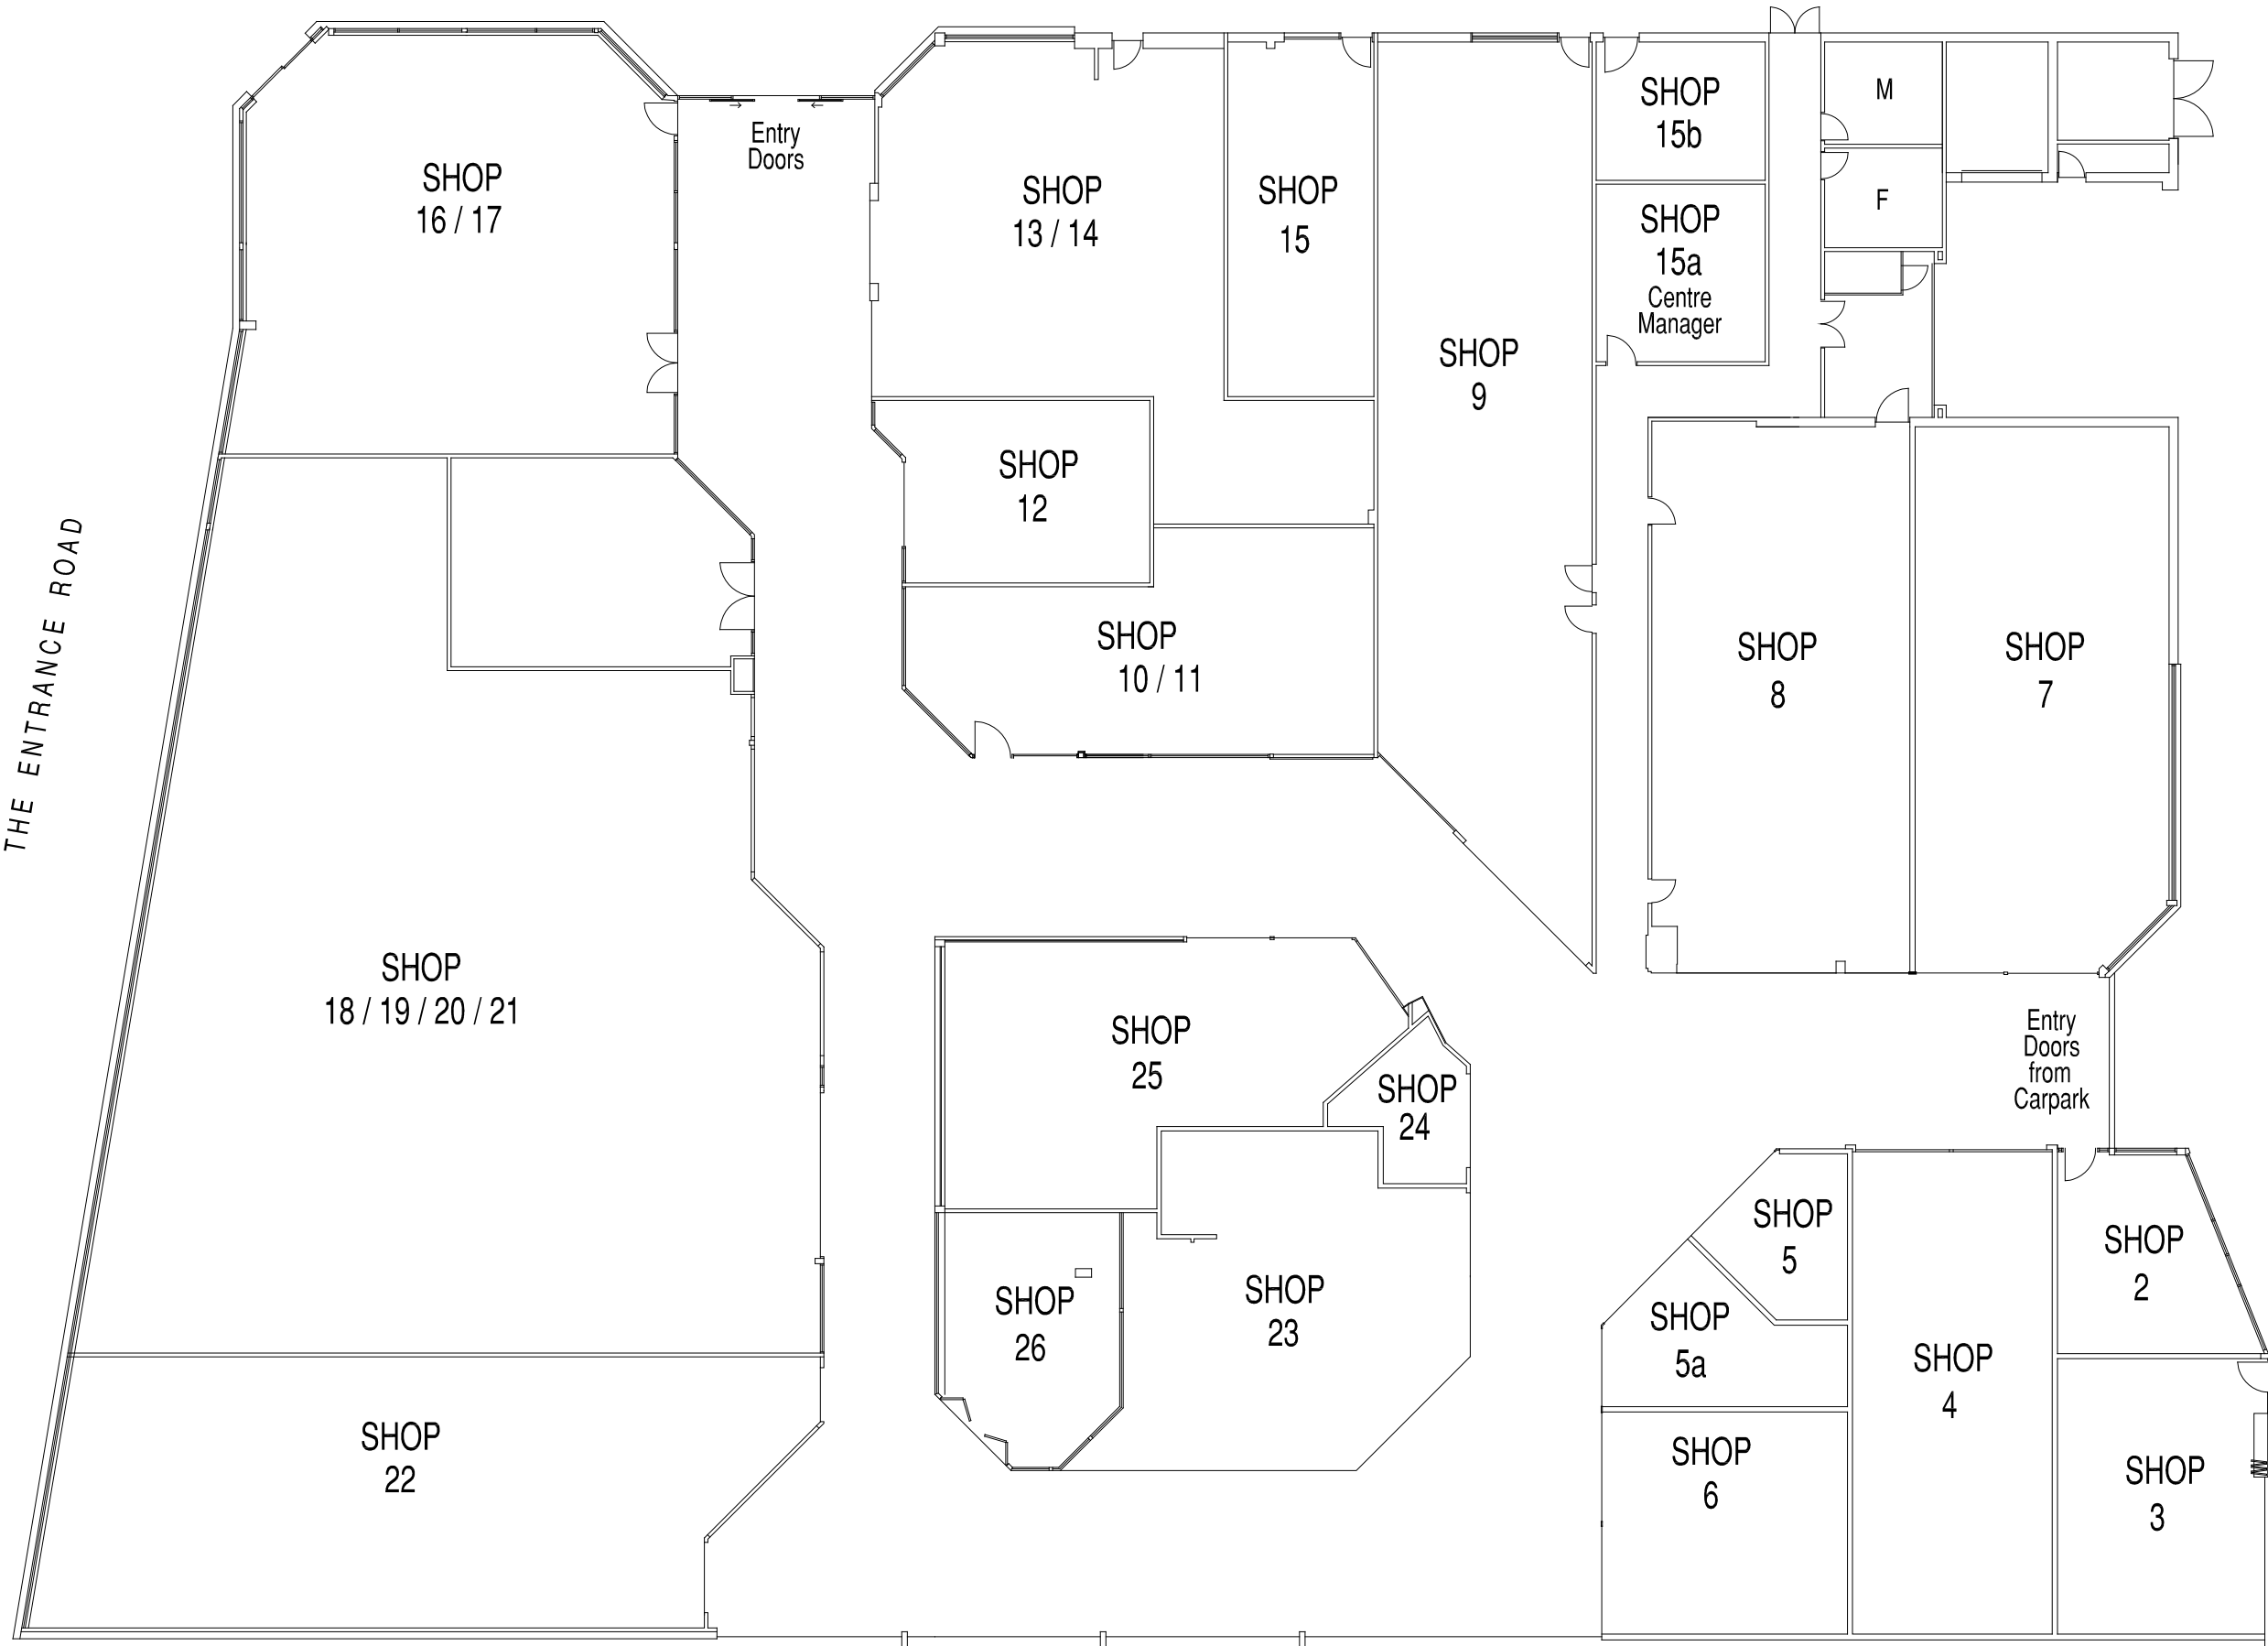 SHOP
16 / 17
Entry
Doors
SHOP
13 / 14
SHOP
15
SHOP
9
SHOP
15b
SHOP
15a
Centre
Manager
M
F
SHOP
12
SHOP
10 / 11
SHOP
8
SHOP
7
THE ENTRANCE ROAD
SHOP
18 / 19 / 20 / 21
SHOP
25
SHOP
24
Entry
Doors
from
Carpark
SHOP
26
SHOP
23
SHOP
5
SHOP
5a
SHOP
4
SHOP
2
SHOP
22
SHOP
6
SHOP
3